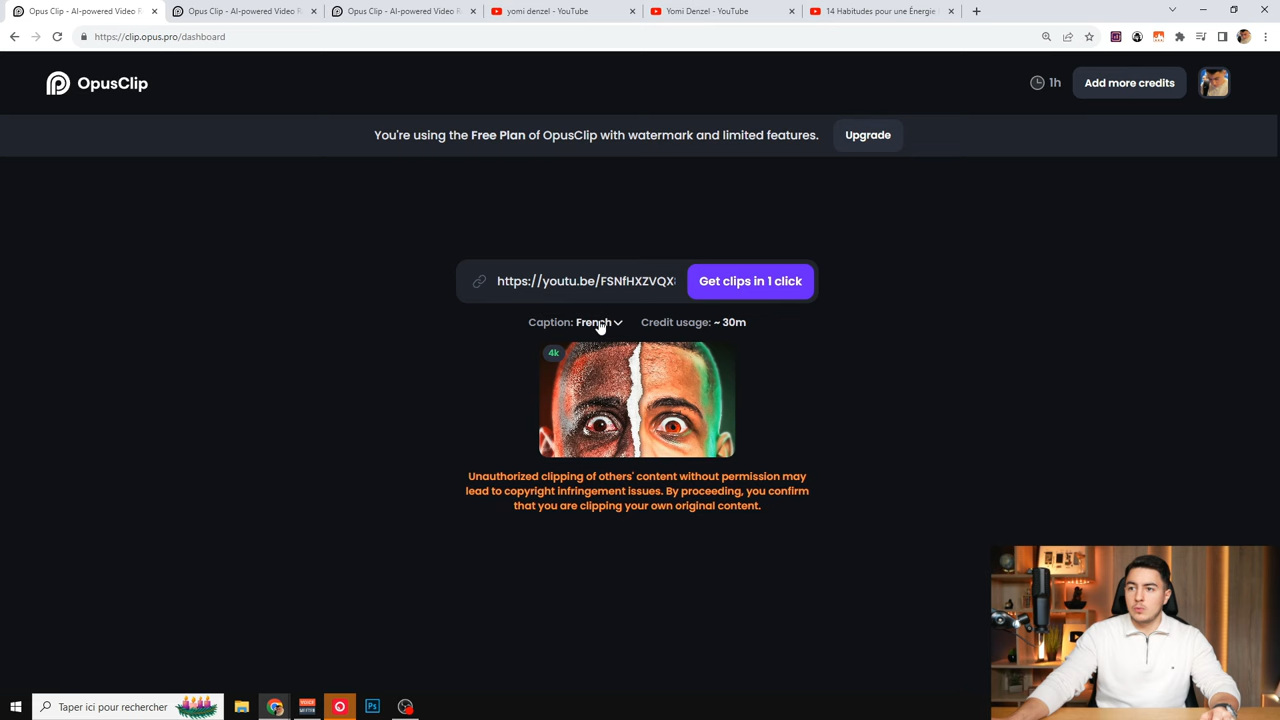 Opus Clip - AI-powered Video R
Opus Clip - AI-powered Video R
Opus Clip - AI-powered Video R
yomi denzel - YouTube
Yomi Denzel - YouTube
14 Habitudes pour une Énergie
https://clip.opus.pro/dashboard
OpusClip
1h
Add more credits
You're using the Free Plan of OpusClip with watermark and limited features.
Upgrade
https://youtu.be/FSNfHXZVQX
Get clips in 1 click
Caption: French
Credit usage: ~ 30m
4k
Unauthorized clipping of others' content without permission may
lead to copyright infringement issues. By proceeding, you confirm
that you are clipping your own original content.
Taper ici pour rechercher
Ps